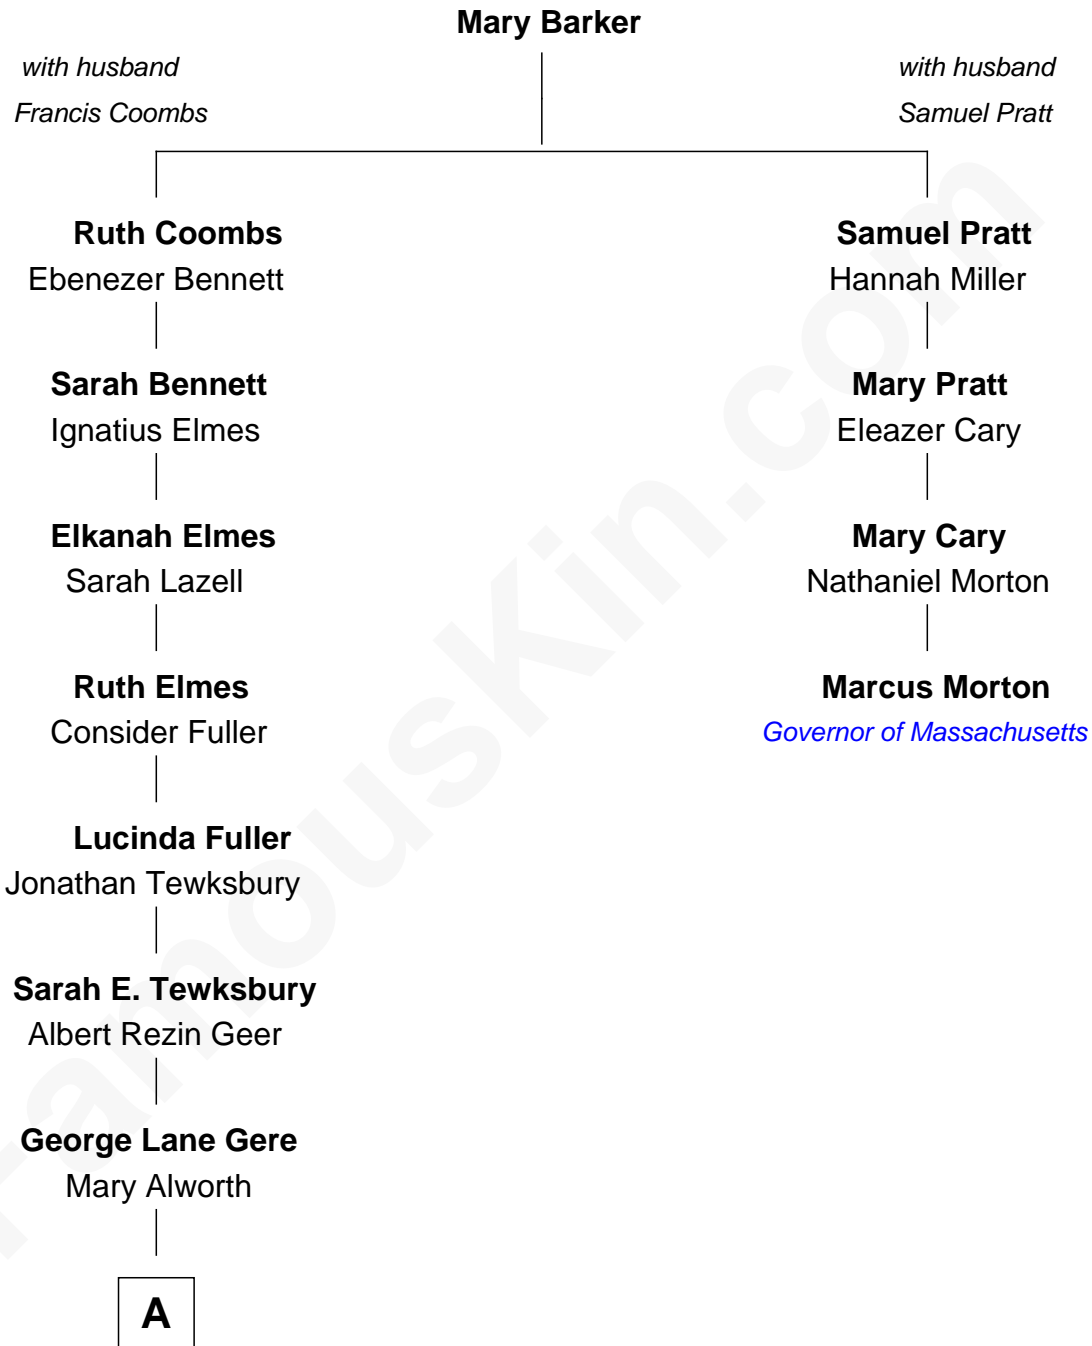 Mary Barker
with husband
Francis Coombs
with husband
Samuel Pratt
Ruth Coombs
Ebenezer Bennett
Sarah Bennett
Ignatius Elmes
Elkanah Elmes
Sarah Lazell
Ruth Elmes
Consider Fuller
Lucinda Fuller
Jonathan Tewksbury
Sarah E. Tewksbury
Albert Rezin Geer
George Lane Gere
Mary Alworth
A
Samuel Pratt
Hannah Miller
Mary Pratt
Eleazer Cary
Mary Cary
Nathaniel Morton
Marcus Morton
Governor of Massachusetts
FamousKin.com